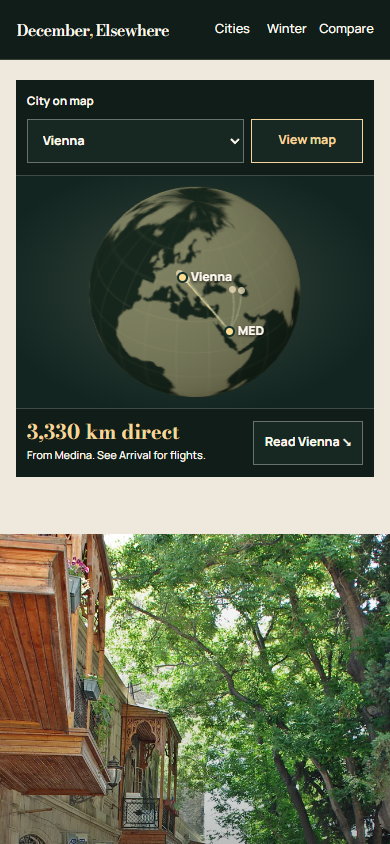 December, Elsewhere
Cities Winter Compare
City on map
Vienna
View map
Vienna
MED
3,330 km direct
From Medina. See Arrival for flights.
Read Vienna ↘